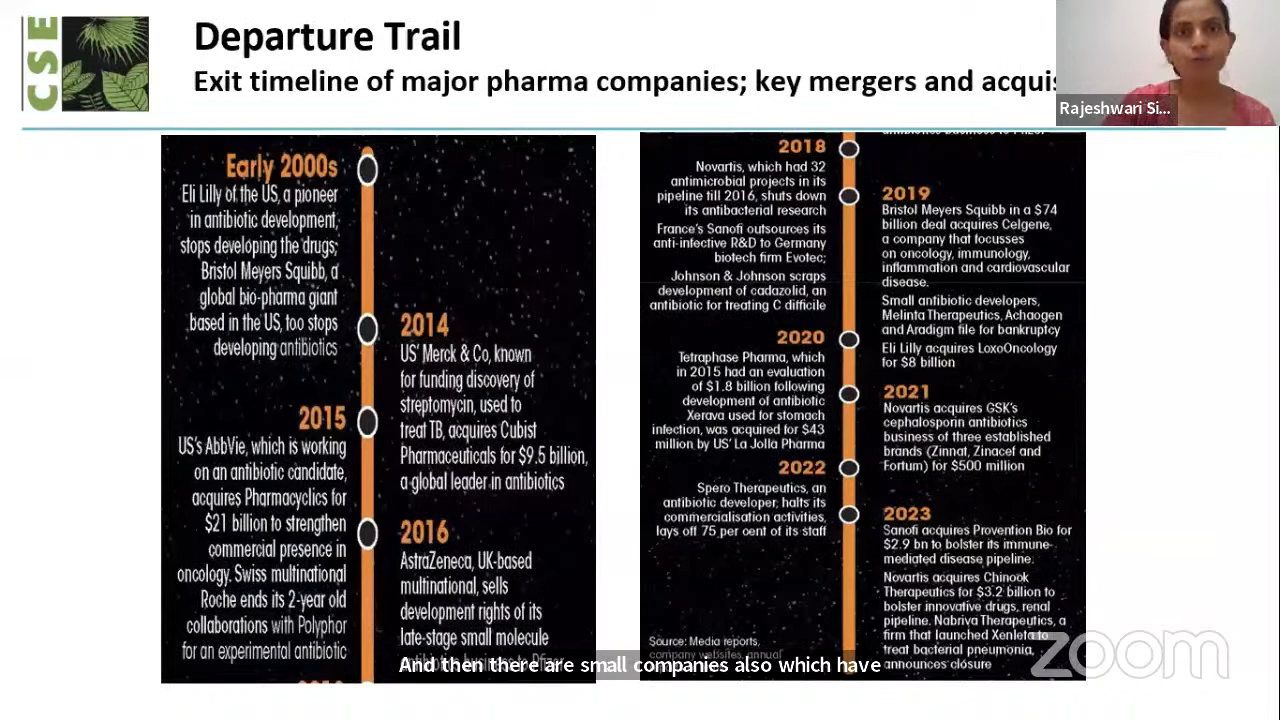 CSE
Departure Trail
Exit timeline of major pharma companies; key mergers and acquis
Rajeshwari Si...
Early 2000s
Eli Lilly of the US, a pioneer
in antibiotic development,
stops developing the drugs;
Bristol Meyers Squibb, a
global bio-pharma giant
based in the US, too stops
developing antibiotics
2014
US' Merck & Co, known
for funding discovery of
streptomycin, used to
treat TB, acquires Cubist
Pharmaceuticals for $9.5 billion,
a global leader in antibiotics
2015
US's AbbVie, which is working
on an antibiotic candidate,
acquires Pharmacyclics for
$21 billion to strengthen
commercial presence in
oncology. Swiss multinational
Roche ends its 2-year old
collaborations with Polyphor
for an experimental antibiotic
2016
AstraZeneca, UK-based
multinational, sells
development rights of its
late-stage small molecule
2018
Novartis, which had 32
antimicrobial projects in its
pipeline till 2016, shuts down
its antibacterial research
France's Sanofi outsources its
anti-infective R&D to Germany
biotech firm Evotec;
Johnson & Johnson scraps
development of cadazolid, an
antibiotic for treating C difficile
2019
Bristol Meyers Squibb in a $74
billion deal acquires Celgene,
a company that focusses
on oncology, immunology,
inflammation and cardiovascular
disease.
Small antibiotic developers,
Melinta Therapeutics, Achaogen
and Aradigm file for bankruptcy
Eli Lilly acquires LoxoOncology
for $8 billion
2020
Tetraphase Pharma, which
in 2015 had an evaluation
of $1.8 billion following
development of antibiotic
Xerava used for stomach
infection, was acquired for $43
million by US' La Jolla Pharma
2021
Novartis acquires GSK's
cephalosporin antibiotics
business of three established
brands (Zinnat, Zinacef and
Fortum) for $500 million
2022
Spero Therapeutics, an
antibiotic developer, halts its
commercialisation activities,
lays off 75 per cent of its staff
2023
Sanofi acquires Provention Bio for
$2.9 bn to bolster its immune-
mediated disease pipeline.
Novartis acquires Chinook
Therapeutics for $3.2 billion to
bolster innovative drugs, renal
pipeline. Nabriva Therapeutics, a
firm that launched Xenleta to
treat bacterial pneumonia,
announces closure
Source: Media reports,
company websites, annual
And then there are small companies also which have
zoom